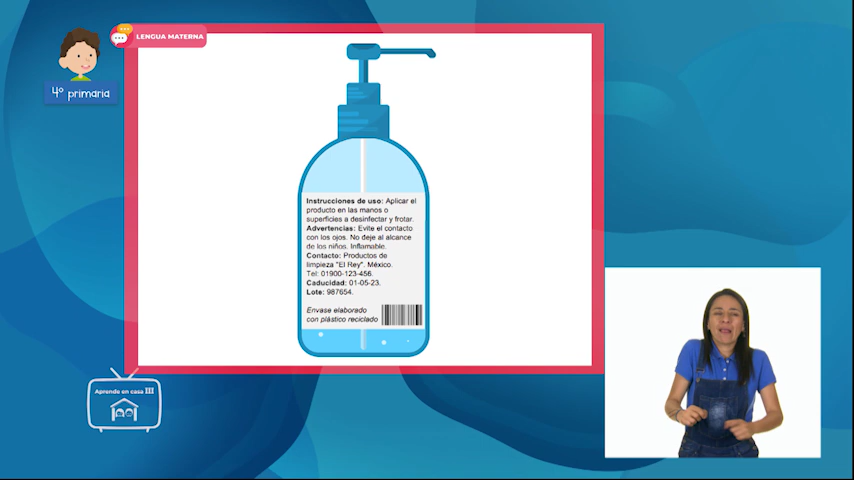 LENGUA MATERNA
4º primaria
Instrucciones de uso: Aplicar el
producto en las manos o
superficies a desinfectar y frotar.
Advertencias: Evite el contacto
con los ojos. No deje al alcance
de los niños. Inflamable.
Contacto: Productos de
limpieza "El Rey". México.
Tel: 01900-123-456.
Caducidad: 01-05-23.
Lote: 987654.
Envase elaborado
con plástico reciclado
Aprende en casa III